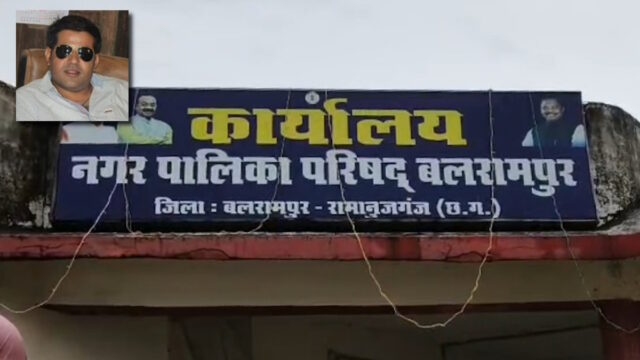 कार्यालय
नगर पालिका परिषद् बलरामपुर
जिला : बलरामपुर - रामानुजगंज (छ.ग.)